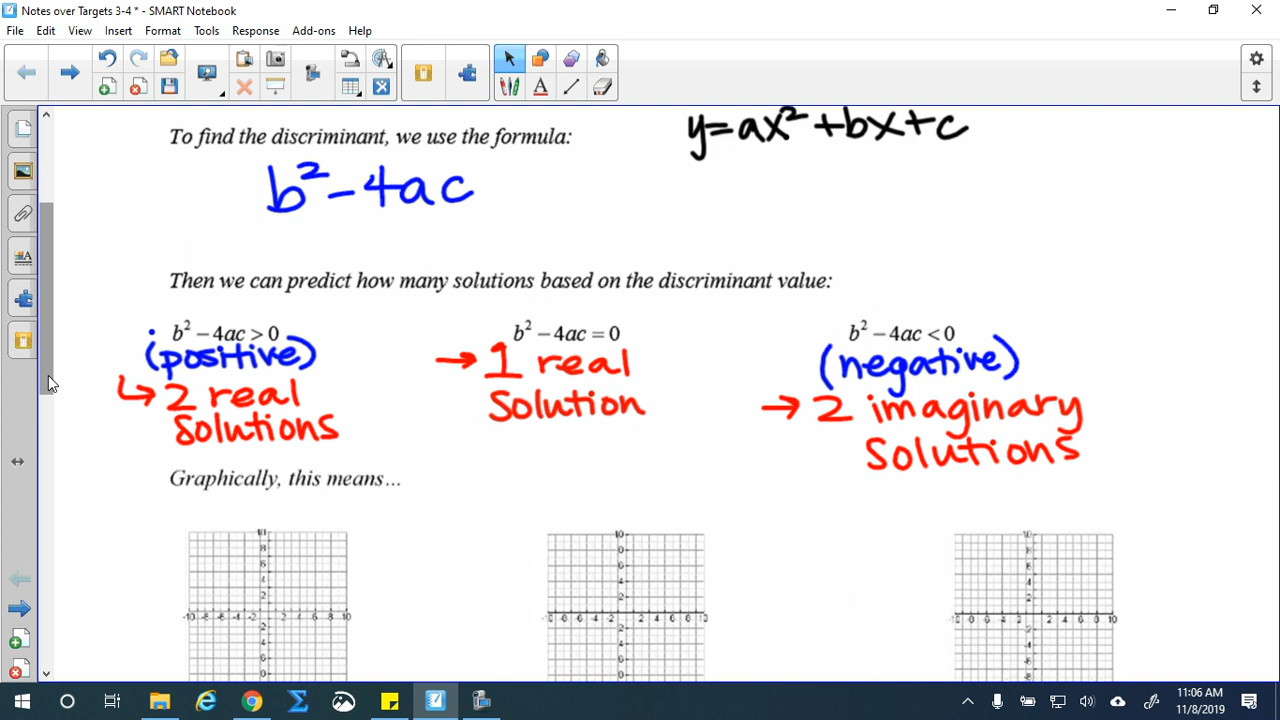 Notes over Targets 3-4 * - SMART Notebook
File Edit View Insert Format Tools Response Add-ons Help
To find the discriminant, we use the formula:
y=ax²+bx+c
b²-4ac
Then we can predict how many solutions based on the discriminant value:
b² − 4ac > 0
b² − 4ac = 0
b² − 4ac < 0
(positive)
→ 1 real
(negative)
↳ 2 real
Solution
→ 2 imaginary
Solutions
Solutions
Graphically, this means…
11:06 AM
11/8/2019